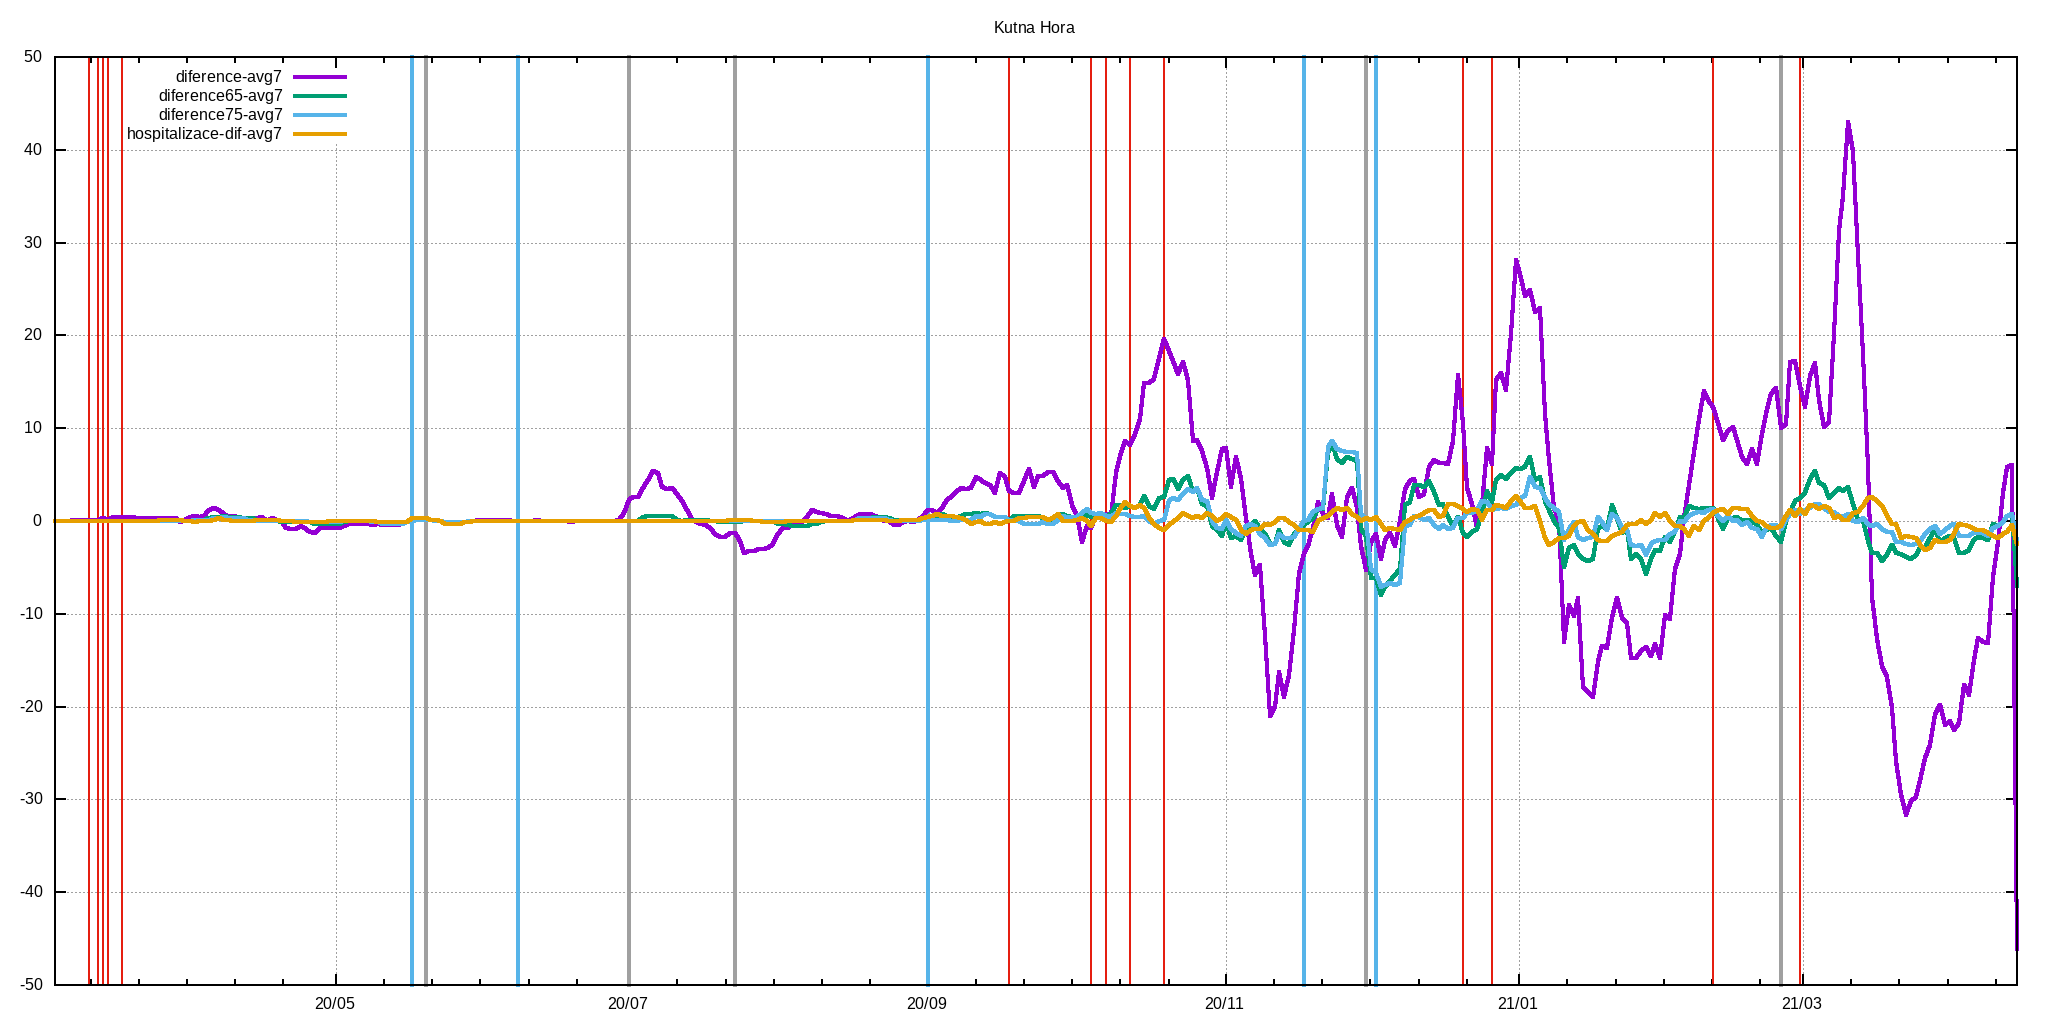 Kutna Hora
50
40
30
20
10
0
-10
-20
-30
-40
-50
diference-avg7
diference65-avg7
diference75-avg7
hospitalizace-dif-avg7
20/05 20/07 20/09 20/11 21/01 21/03